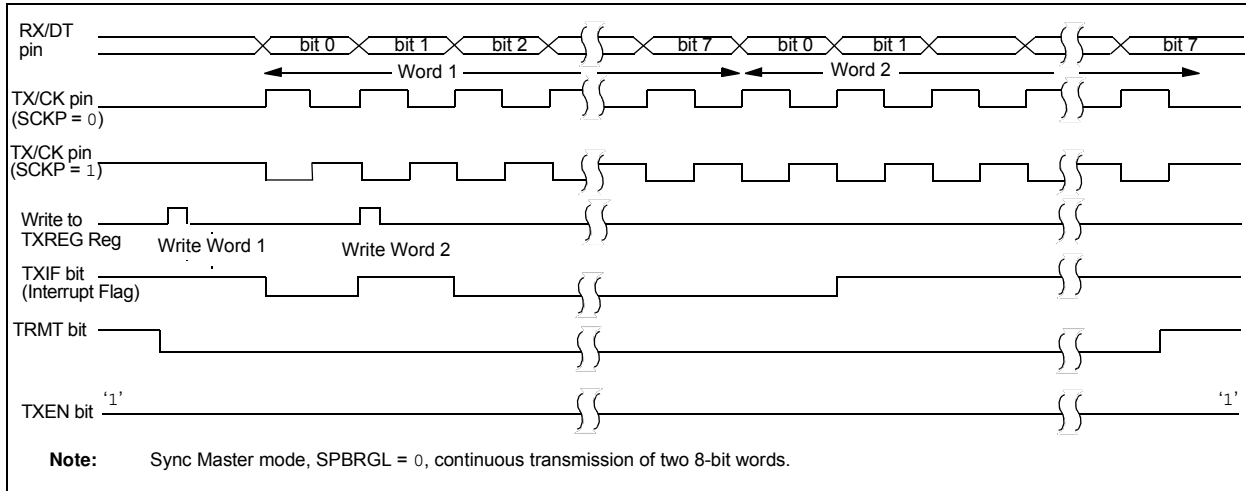 RX/DT
pin
bit 0 bit 1 bit 2 bit 7 bit 0 bit 1 bit 7
Word 1 Word 2
TX/CK pin
(SCKP = 0)
TX/CK pin
(SCKP = 1)
Write to
TXREG Reg
Write Word 1 Write Word 2
TXIF bit
(Interrupt Flag)
TRMT bit
TXEN bit ‘1’ ‘1’
Note: Sync Master mode, SPBRGL = 0, continuous transmission of two 8-bit words.